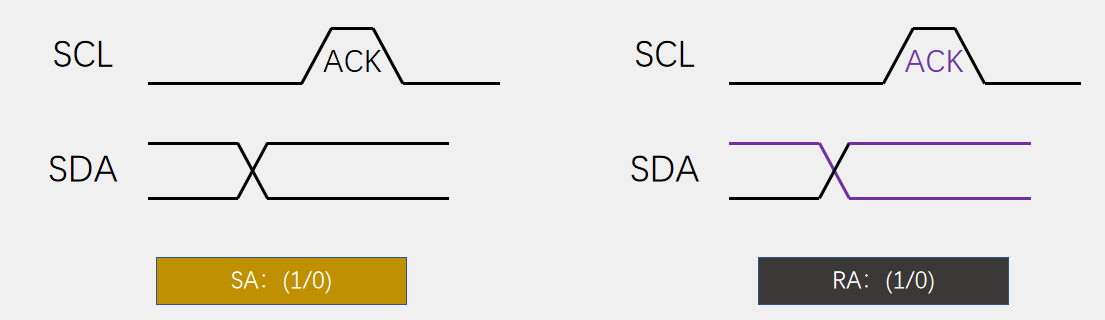 SCL
ACK
SDA
SA：(1/0)
SCL
ACK
SDA
RA：(1/0)